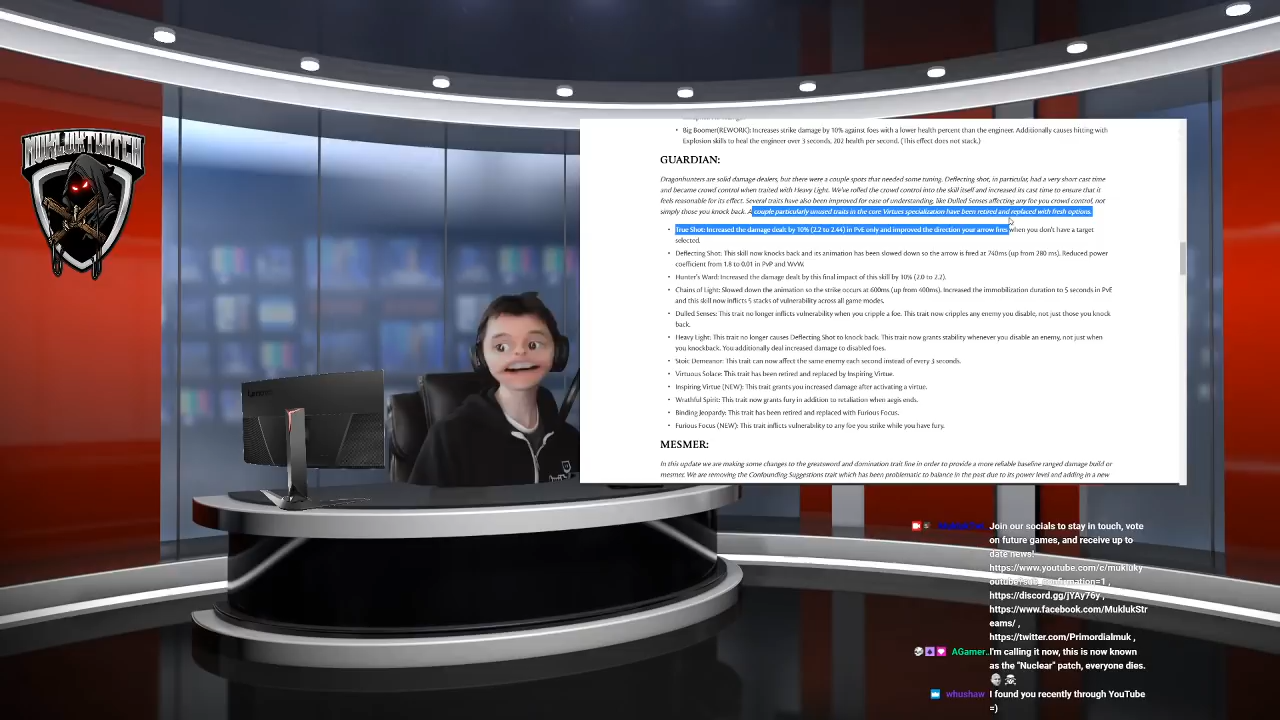 MUKLUKTWITCH
Lenovo
Big Boomer(REWORK): Increases strike damage by 10% against foes with a lower health percent than the engineer. Additionally causes hitting with
Explosion skills to heal the engineer over 3 seconds, 202 health per second. (This effect does not stack.)
GUARDIAN:
Dragonhunters are solid damage dealers, but there were a couple spots that needed some tuning. Deflecting shot, in particular, had a very short cast time
and became crowd control when traited with Heavy Light. We've rolled the crowd control into the skill itself and increased its cast time to ensure that it
feels reasonable for its effect. Several traits have also been improved for ease of understanding, like Dulled Senses affecting any foe you crowd control, not
simply those you knock back. A couple particularly unused traits in the core Virtues specialization have been retired and replaced with fresh options.
• True Shot: Increased the damage dealt by 10% (2.2 to 2.44) in PvE only and improved the direction your arrow fires when you don't have a target
selected.
• Deflecting Shot: This skill now knocks back and its animation has been slowed down so the arrow is fired at 740ms (up from 280 ms). Reduced power
coefficient from 1.8 to 0.01 in PvP and WvW.
• Hunter's Ward: Increased the damage dealt by this final impact of this skill by 10% (2.0 to 2.2).
• Chains of Light: Slowed down the animation so the strike occurs at 600ms (up from 400ms). Increased the immobilization duration to 5 seconds in PvE
and this skill now inflicts 5 stacks of vulnerability across all game modes.
• Dulled Senses: This trait no longer inflicts vulnerability when you cripple a foe. This trait now cripples any enemy you disable, not just those you knock
back.
• Heavy Light: This trait no longer causes Deflecting Shot to knock back. This trait now grants stability whenever you disable an enemy, not just when
you knockback. You additionally deal increased damage to disabled foes.
• Stoic Demeanor: This trait can now affect the same enemy each second instead of every 3 seconds.
• Virtuous Solace: This trait has been retired and replaced by Inspiring Virtue.
• Inspiring Virtue (NEW): This trait grants you increased damage after activating a virtue.
• Wrathful Spirit: This trait now grants fury in addition to retaliation when aegis ends.
• Binding Jeopardy: This trait has been retired and replaced with Furious Focus.
• Furious Focus (NEW): This trait inflicts vulnerability to any foe you strike while you have fury.
MESMER:
In this update we are making some changes to the greatsword and domination trait line in order to provide a more reliable baseline ranged damage build or
mesmer. We are removing the Confounding Suggestions trait which has been problematic to balance in the past due to its power level and adding in a new
Join our socials to stay in touch, vote
on future games, and receive up to
date news!
https://www.youtube.com/c/mukluky
outube?sub_confirmation=1 ,
https://discord.gg/jYAy76y ,
https://www.facebook.com/MuklukStr
eams/ ,
https://twitter.com/Primordialmuk ,
AGamer.. I'm calling it now, this is now known
as the "Nuclear" patch, everyone dies.
whushaw I found you recently through YouTube
=)